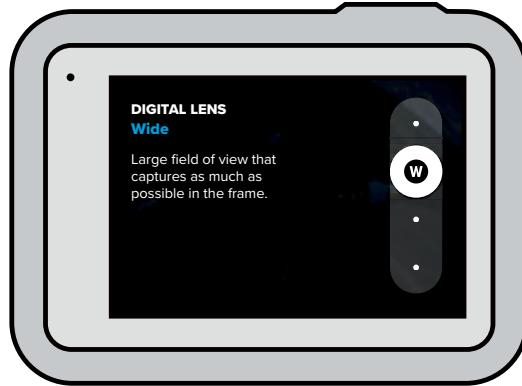 DIGITAL LENS
Wide
Large field of view that
captures as much as
possible in the frame.
W